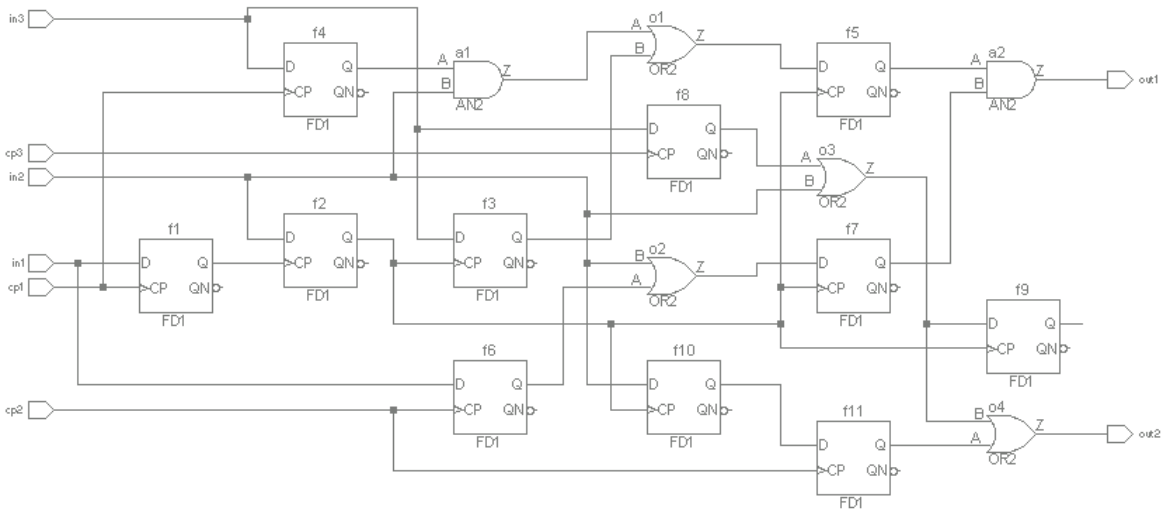 in3
o1
A
Z
B
OR2
f4
D Q
CP QN
FD1
a1
A
Z
B
AN2
f5
D Q
CP QN
FD1
a2
A
Z
B
AN2
out1
f8
D Q
CP QN
FD1
cp3
in2
o3
A
Z
B
OR2
f1
D Q
CP QN
FD1
f2
D Q
CP QN
FD1
f3
D Q
CP QN
FD1
o2
B
Z
A
OR2
f7
D Q
CP QN
FD1
in1
cp1
f9
D Q
CP QN
FD1
f6
D Q
CP QN
FD1
f10
D Q
CP QN
FD1
cp2
f11
D Q
CP QN
FD1
o4
B
Z
A
OR2
out2